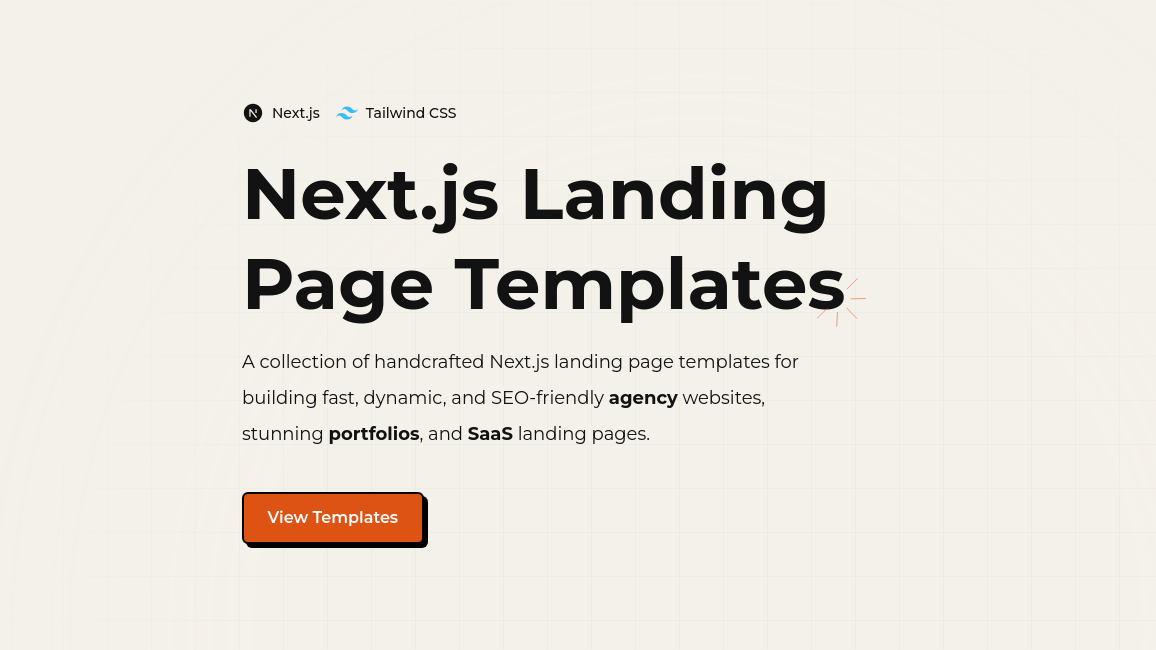 Next.js Tailwind CSS
Next.js Landing
Page Templates
A collection of handcrafted Next.js landing page templates for
building fast, dynamic, and SEO-friendly agency websites,
stunning portfolios, and SaaS landing pages.
View Templates